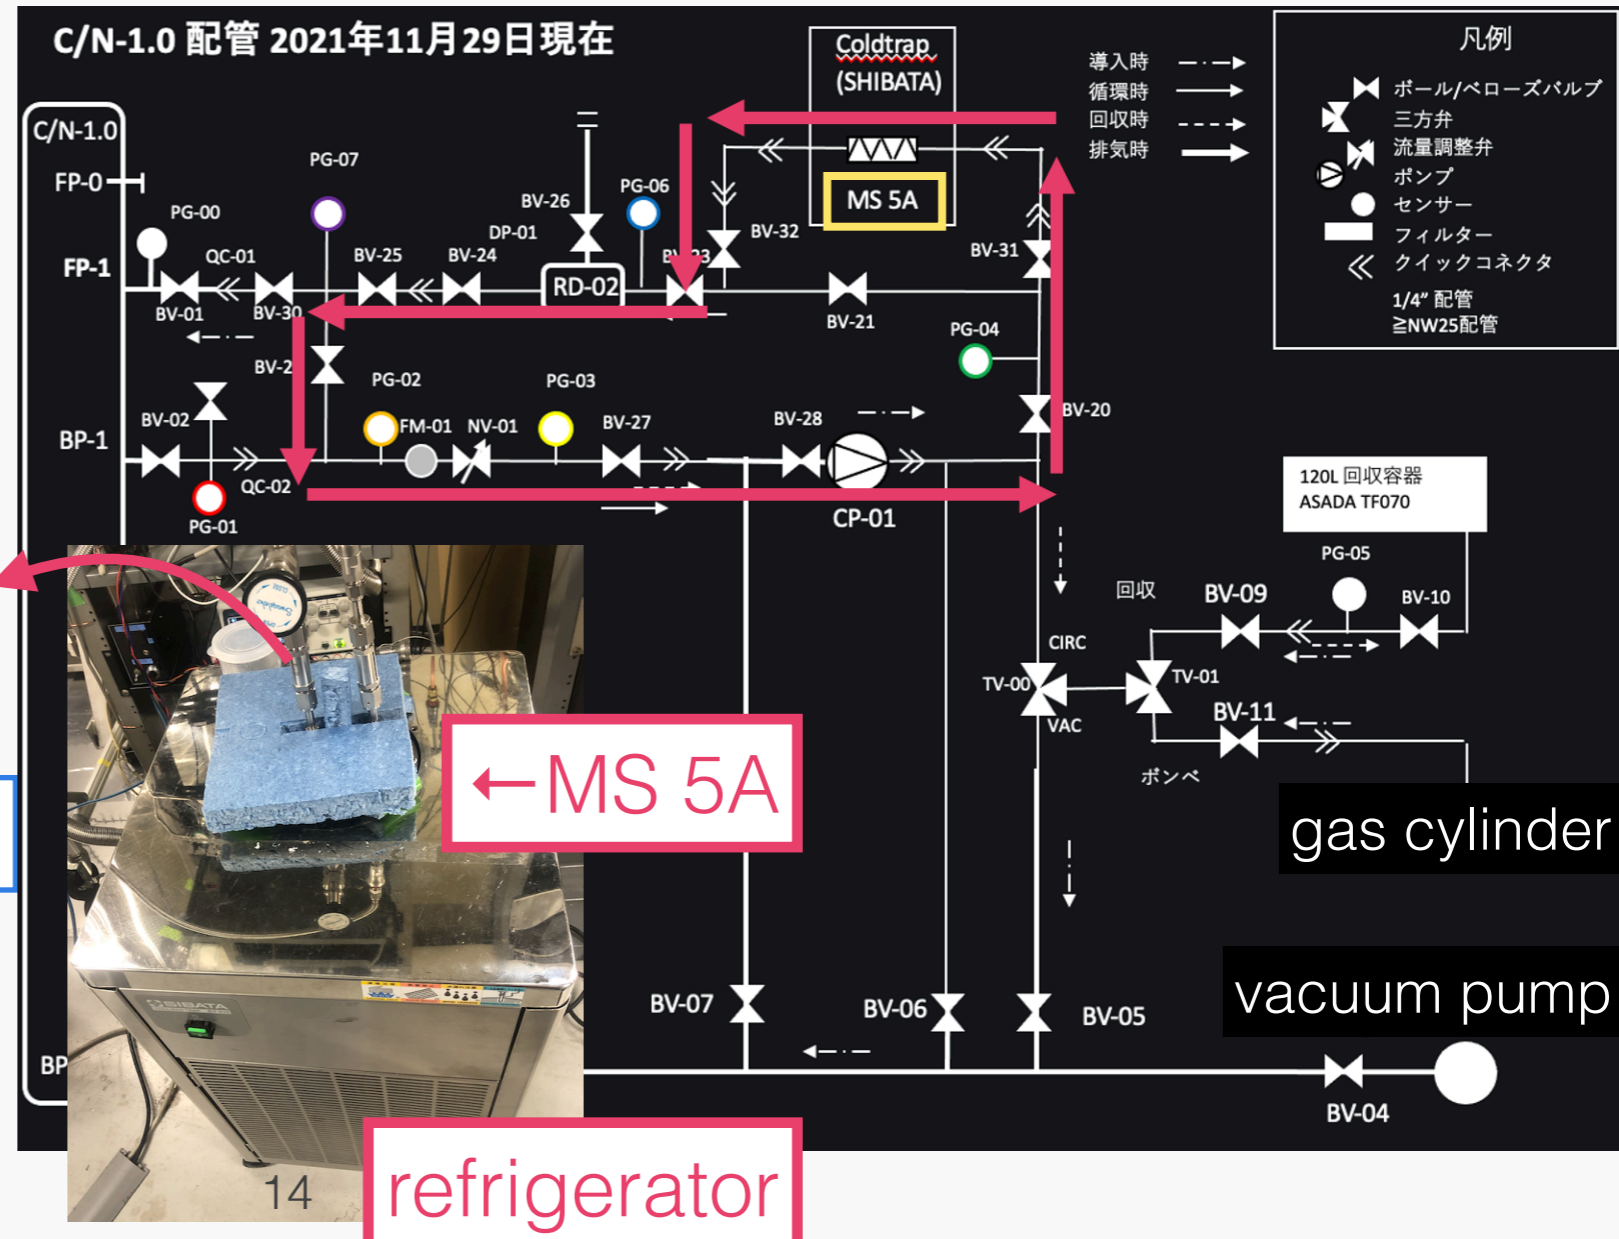 C/N-1.0 配管 2021年11月29日現在
Coldtrap
(SHIBATA)
MS 5A
導入時
循環時
回収時
排気時
凡例
ボール/ベローズバルブ
三方弁
流量調整弁
ポンプ
センサー
フィルター
クイックコネクタ
1/4” 配管
≧NW25配管
C/N-1.0
FP-0
PG-00
FP-1
QC-01
BV-01
BV-30
PG-07
BV-25
BV-24
DP-01
BV-26
RD-02
PG-06
BV-32
BV-31
BV-21
PG-04
BV-20
BV-2
BV-02
BP-1
QC-02
PG-01
PG-02
FM-01
NV-01
PG-03
BV-27
BV-28
CP-01
120L 回収容器
ASADA TF070
PG-05
回収
BV-09
BV-10
CIRC
TV-00
TV-01
VAC
BV-11
ボンベ
gas cylinder
←MS 5A
vacuum pump
BV-07
BV-06
BV-05
BV-04
BP
SIBATA
14
refrigerator